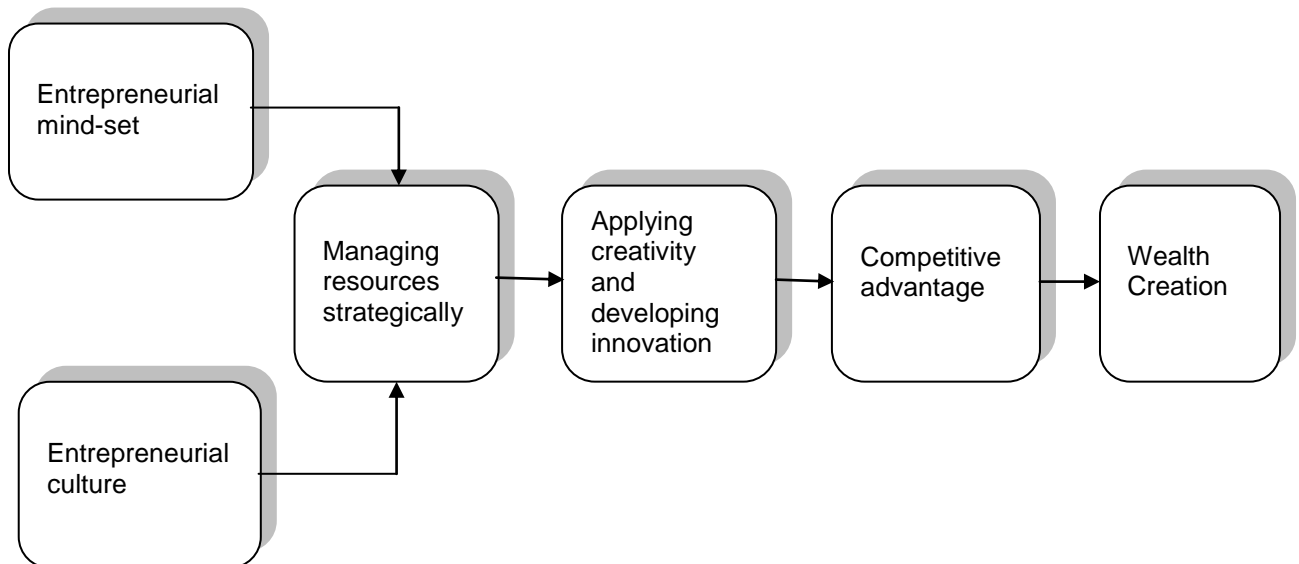 Entrepreneurial
mind-set
Entrepreneurial
culture
Managing
resources
strategically
Applying
creativity
and
developing
innovation
Competitive
advantage
Wealth
Creation